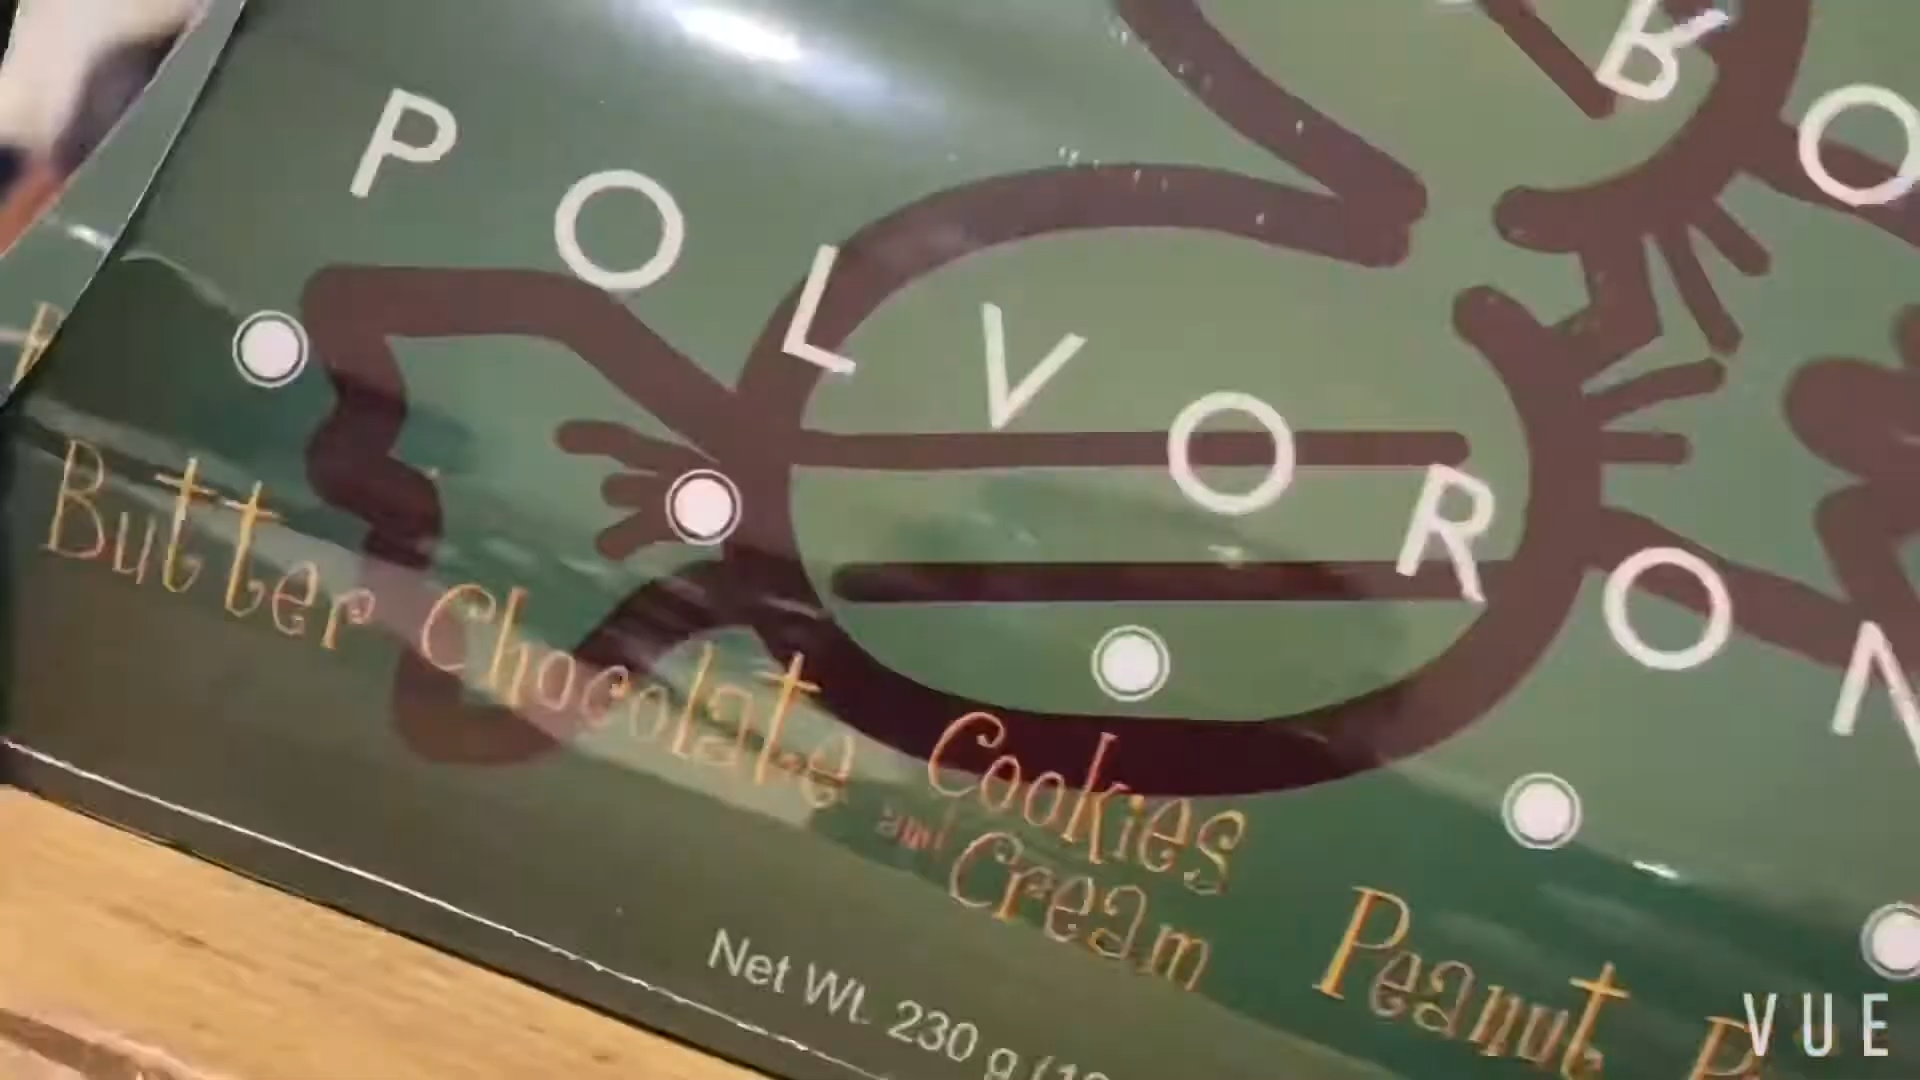 BO
POLVORON
Butter Chocolate Cookies and Cream Peanut
Net Wt. 230 g
VUE